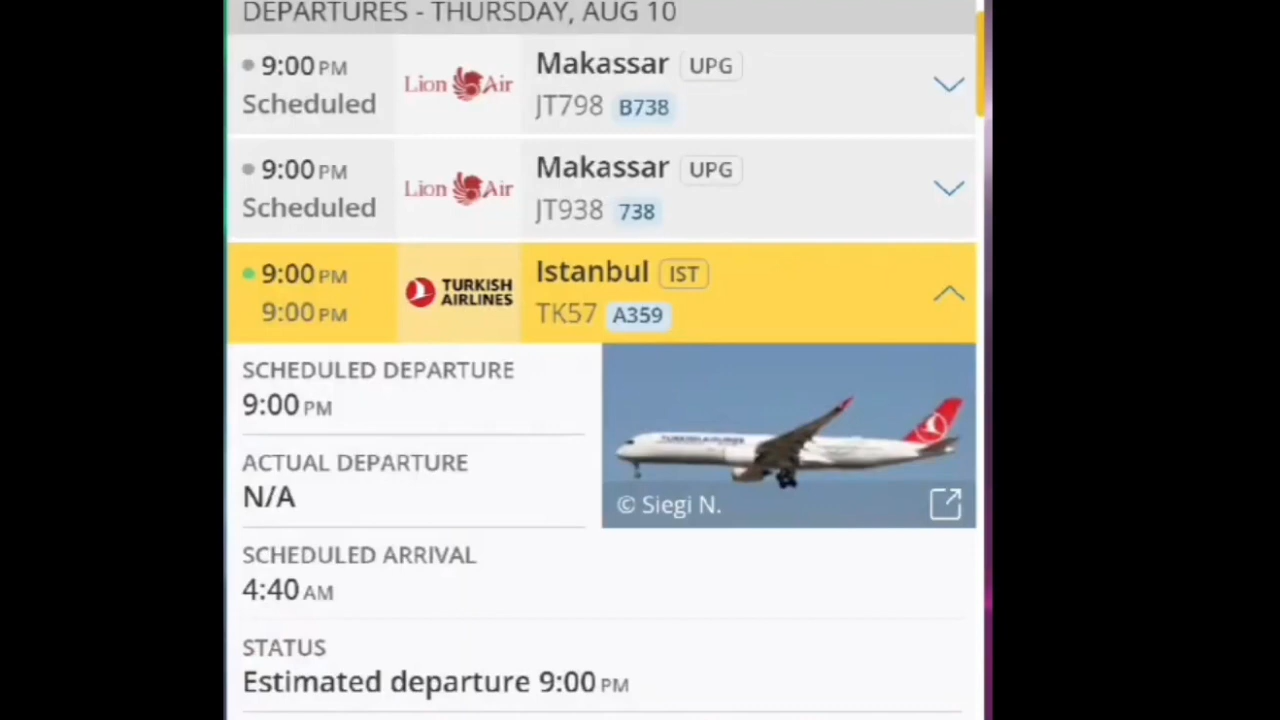 DEPARTURES - THURSDAY, AUG 10
9:00 PM
Scheduled
Lion Air
Makassar UPG
JT798 B738
9:00 PM
Scheduled
Lion Air
Makassar UPG
JT938 738
9:00 PM
9:00 PM
TURKISH
AIRLINES
Istanbul IST
TK57 A359
SCHEDULED DEPARTURE
9:00 PM
ACTUAL DEPARTURE
N/A
TURKISH AIRLINES
© Siegi N.
SCHEDULED ARRIVAL
4:40 AM
STATUS
Estimated departure 9:00 PM